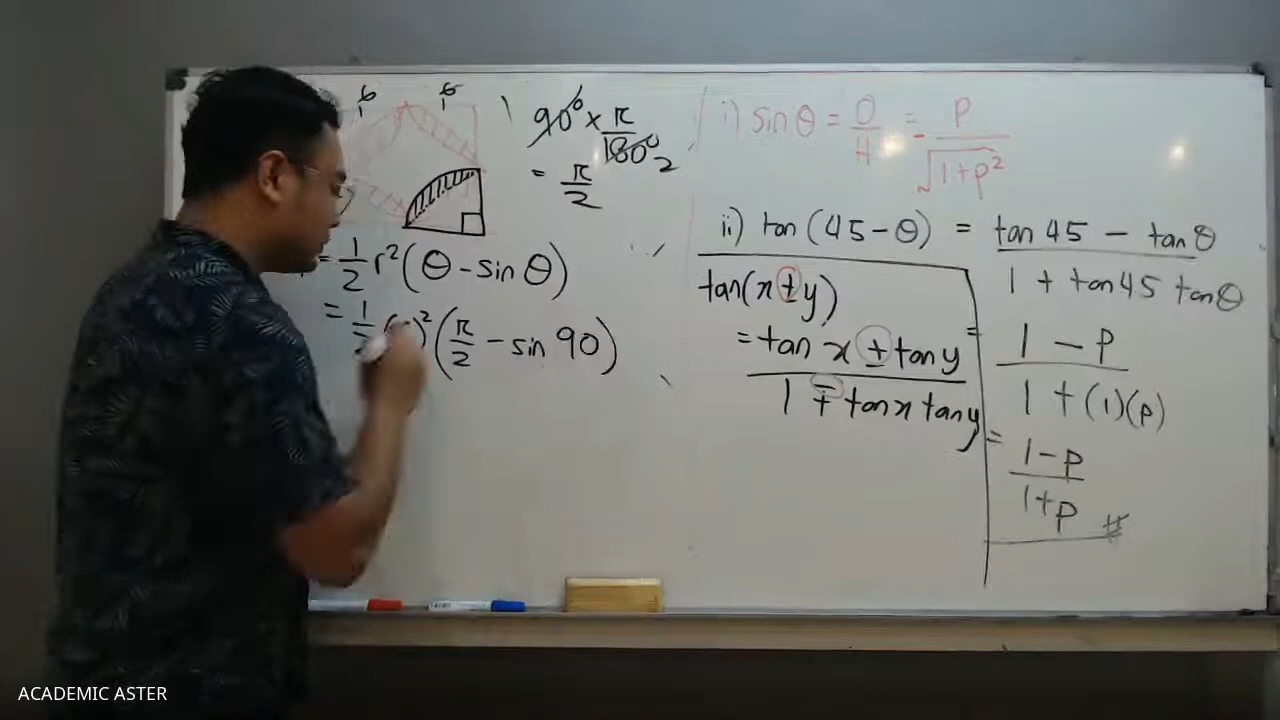 6 6
90° × π/180° 2
= π/2
= 1/2 r² (θ - sin θ)
= 1/2 ( )² (π/2 - sin 90)
i) sin θ = O/H = - p/√(1+p²)
ii) tan (45 - θ) = (tan 45 - tan θ)/(1 + tan 45 tan θ)
tan(x ± y)
= (tan x ± tan y)/(1 ∓ tan x tan y)
= (1 - p)/(1 + (1)(p))
= (1 - p)/(1 + p) #
ACADEMIC ASTER